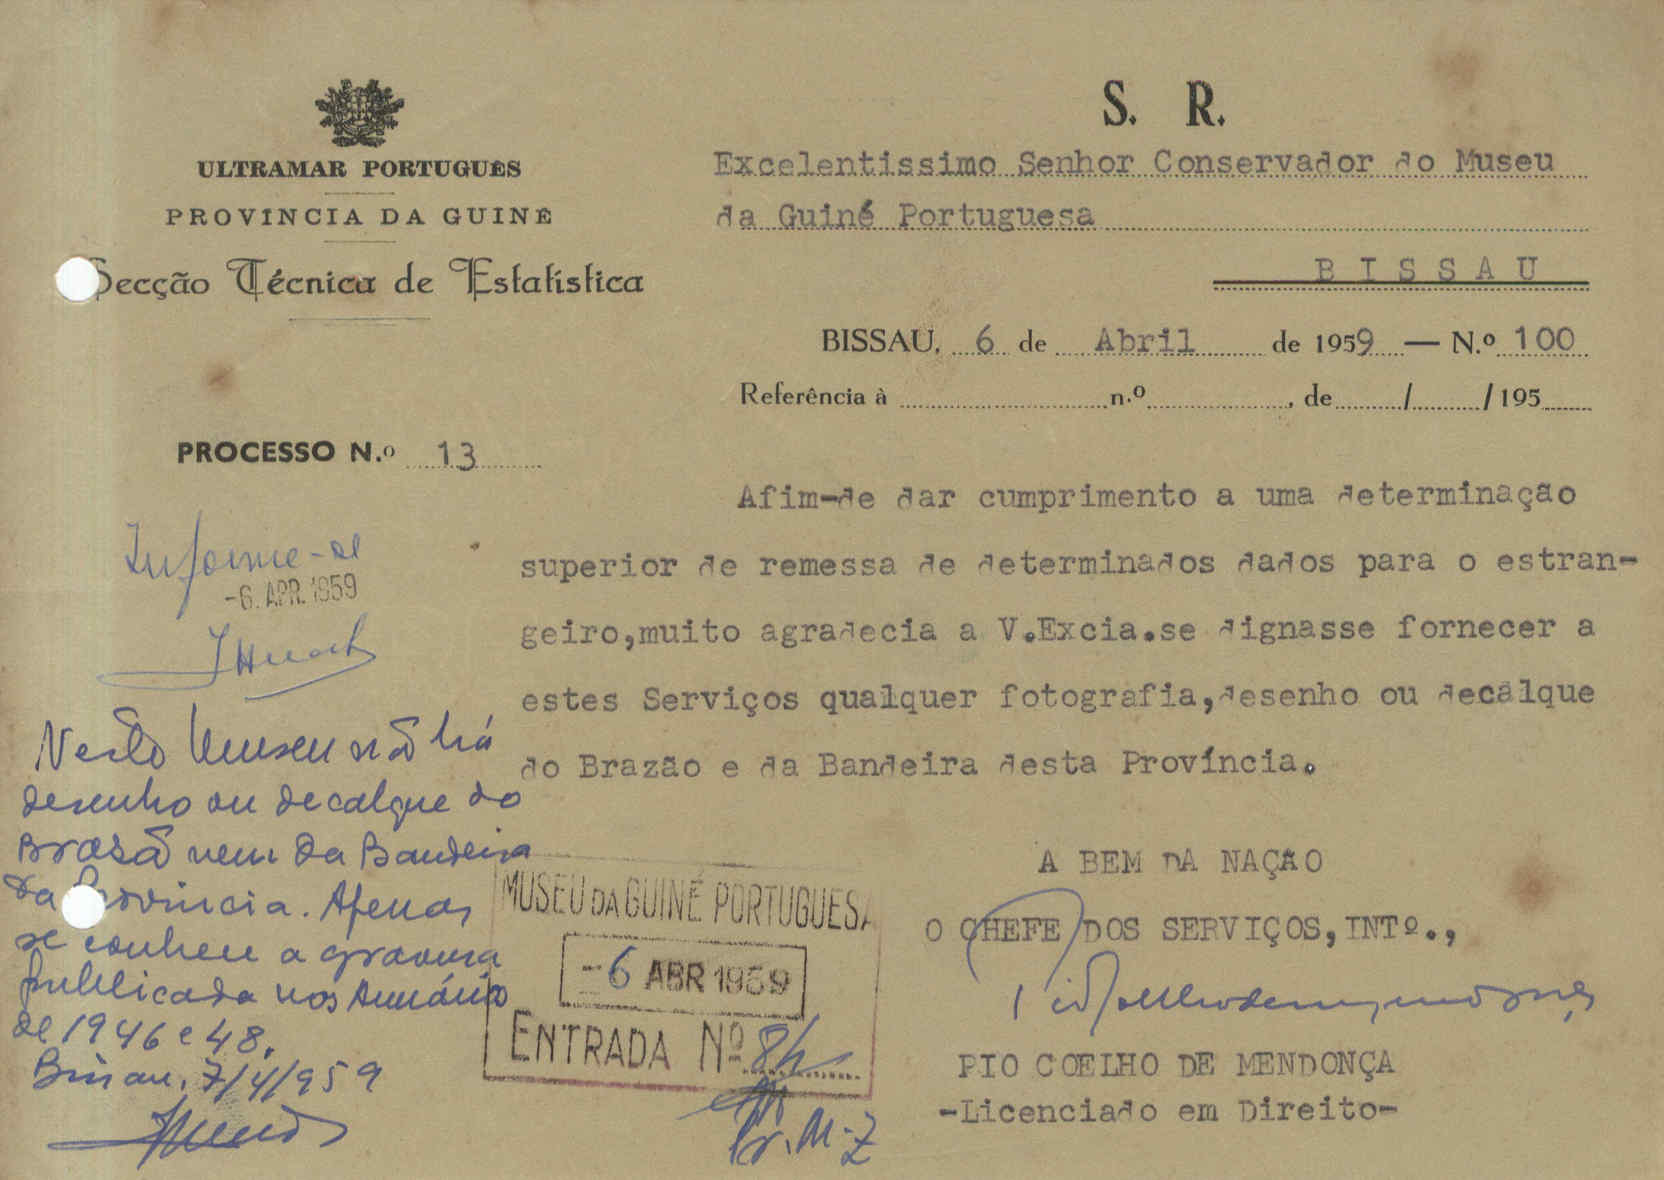 ULTRAMAR PORTUGUÊS
PROVÍNCIA DA GUINÉ
Secção Técnica de Estatística
S. R.
Excelentissimo Senhor Conservador do Museu
da Guiné Portuguesa
BISSAU
BISSAU, 6 de Abril de 1959 — N.º 100
Referência à n.º , de / /195
PROCESSO N.º 13
Afim-de dar cumprimento a uma determinação
superior de remessa de determinados dados para o estran-
geiro,muito agradecia a V.Excia.se dignasse fornecer a
estes Serviços qualquer fotografia,desenho ou decálque
do Brazão e da Bandeira desta Província.
A BEM DA NAÇÃO
O CHEFE DOS SERVIÇOS, INTº.,
PIO COELHO DE MENDONÇA
-Licenciado em Direito-
Informe-se
-6. APR. 1959
Neste Museu não há
desenho ou decalque do
Brasão nem da Bandeira
da Província. Apenas
se conhece a gravura
publicada nos Anuários
de 1946 e 48.
Bissau, 7/4/959
MUSEU DA GUINÉ PORTUGUESA
-6 ABR 1959
ENTRADA Nº 84